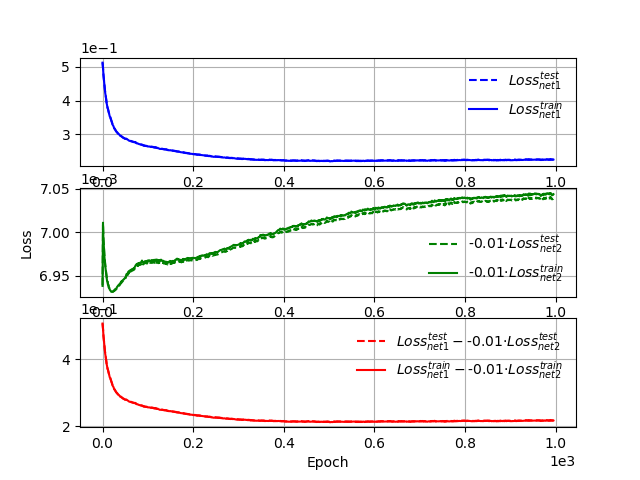 1e−1
5
4
3
Loss^{test}_{net1}
Loss^{train}_{net1}
0.0 0.2 0.4 0.6 0.8 1.0
1e−3
7.05
7.00
6.95
Loss
-0.01·Loss^{test}_{net2}
-0.01·Loss^{train}_{net2}
0.0 0.2 0.4 0.6 0.8 1.0
1e−1
4
2
Loss^{test}_{net1} − -0.01·Loss^{test}_{net2}
Loss^{train}_{net1} − -0.01·Loss^{train}_{net2}
0.0 0.2 0.4 0.6 0.8 1.0
Epoch
1e3